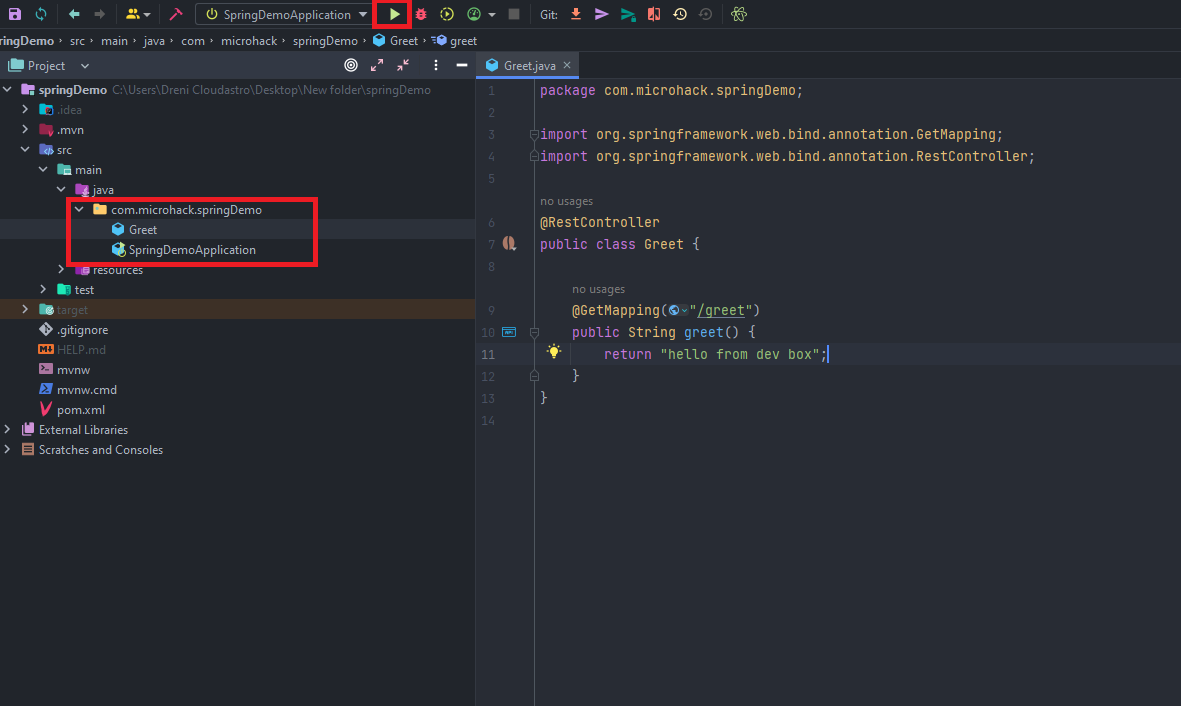 SpringDemoApplication
Git:
ringDemo › src › main › java › com › microhack › springDemo › Greet › greet
Project
springDemo C:\Users\Dreni Cloudastro\Desktop\New folder\springDemo
.idea
.mvn
src
main
java
com.microhack.springDemo
Greet
SpringDemoApplication
resources
test
target
.gitignore
HELP.md
mvnw
mvnw.cmd
pom.xml
External Libraries
Scratches and Consoles
Greet.java
1 package com.microhack.springDemo;
2
3 import org.springframework.web.bind.annotation.GetMapping;
4 import org.springframework.web.bind.annotation.RestController;
5
no usages
6 @RestController
7 public class Greet {
8
no usages
9 @GetMapping("/greet")
10 public String greet() {
11 return "hello from dev box";
12 }
13 }
14